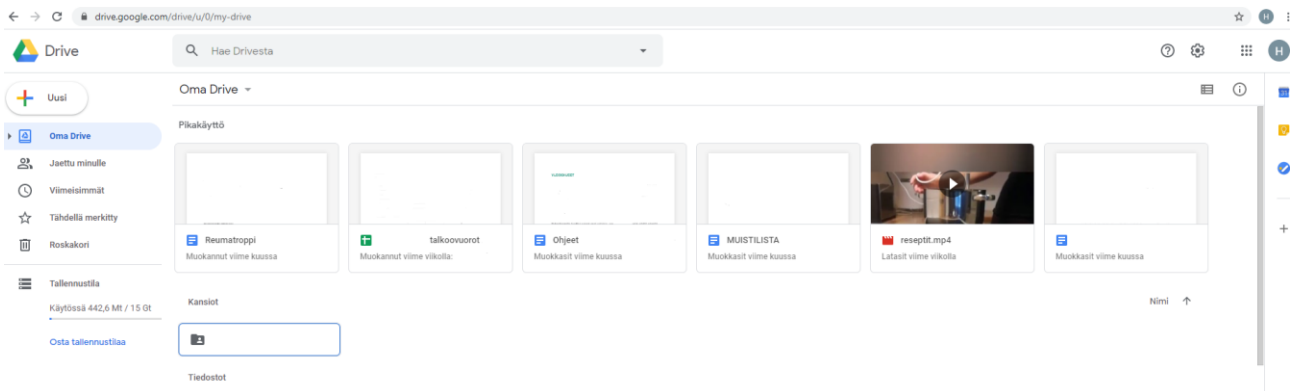 drive.google.com/drive/u/0/my-drive
H
Drive
Hae Drivesta
H
Uusi
Oma Drive
Oma Drive
Jaettu minulle
Viimeisimmät
Tähdellä merkitty
Roskakori
Tallennustila
Käytössä 442,6 Mt / 15 Gt
Osta tallennustilaa
Pikakäyttö
Reumatroppi
Muokannut viime kuussa
talkoovuorot
Muokannut viime viikolla:
Ohjeet
Muokkasit viime kuussa
MUISTILISTA
Muokkasit viime kuussa
reseptit.mp4
Latasit viime viikolla
Muokkasit viime kuussa
Kansiot
Nimi
Tiedostot